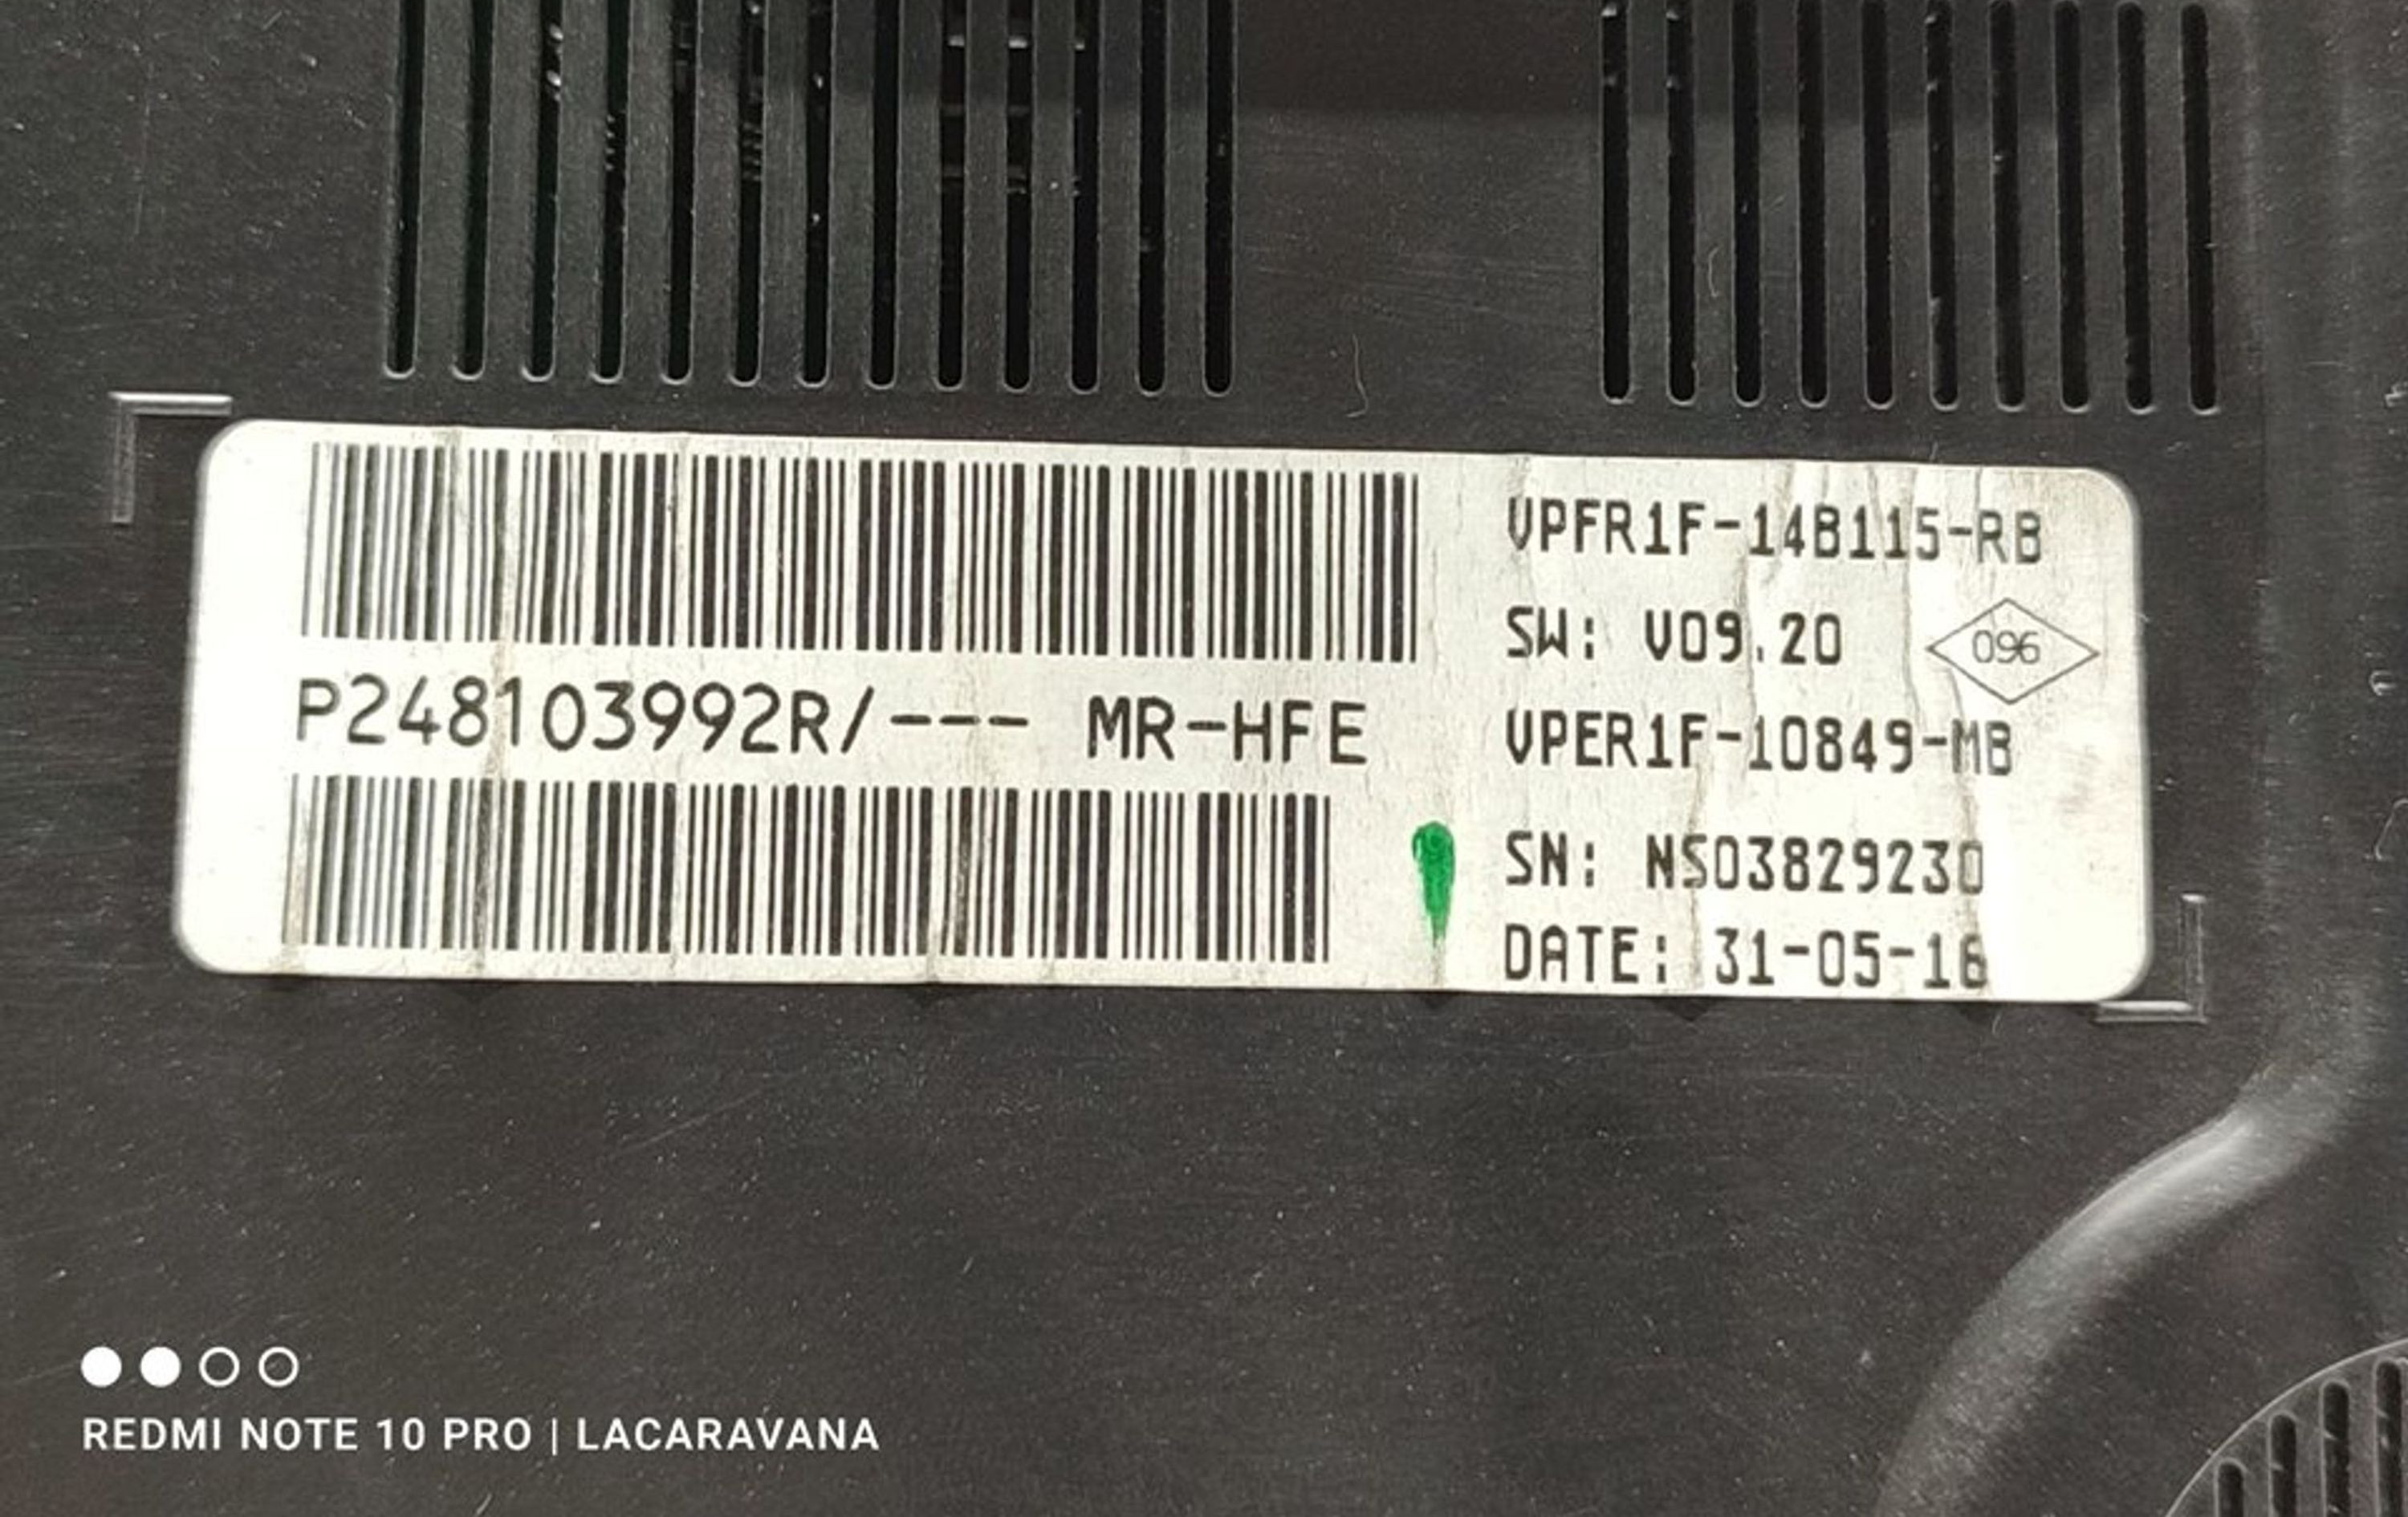 P248103992R/--- MR-HFE
VPFR1F-14B115-RB
SW: V09.20
096
VPER1F-10849-MB
SN: NS03829230
DATE: 31-05-16
REDMI NOTE 10 PRO | LACARAVANA